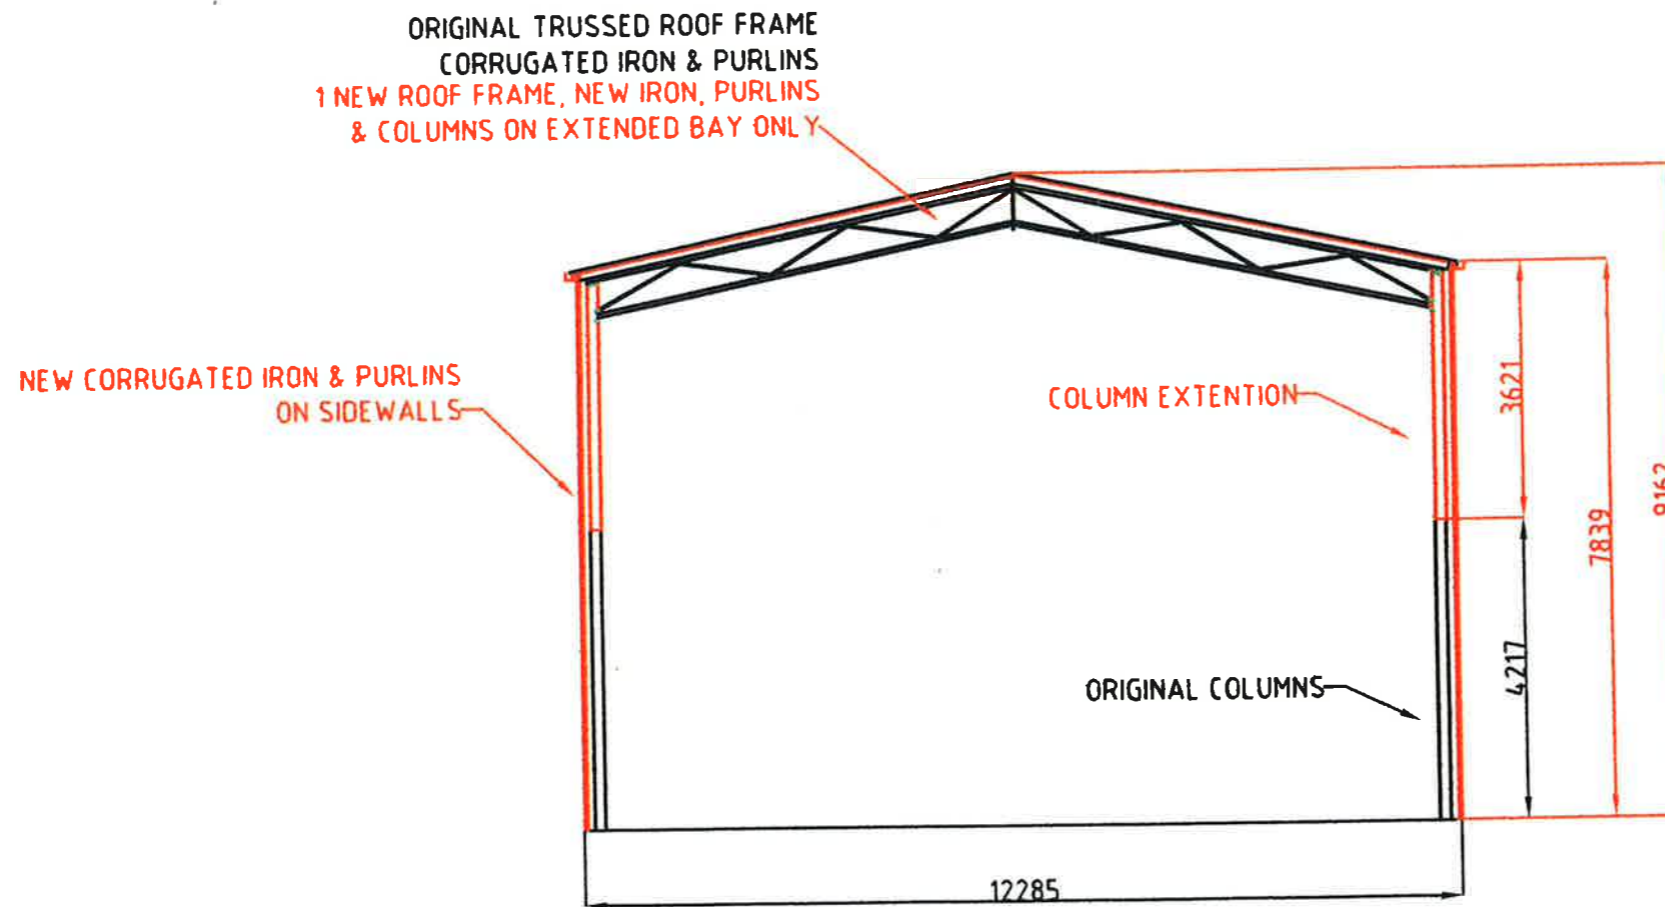 ORIGINAL TRUSSED ROOF FRAME
CORRUGATED IRON & PURLINS
1 NEW ROOF FRAME, NEW IRON, PURLINS
& COLUMNS ON EXTENDED BAY ONLY
NEW CORRUGATED IRON & PURLINS
ON SIDEWALLS
COLUMN EXTENTION
3621
7839
4217
ORIGINAL COLUMNS
12285